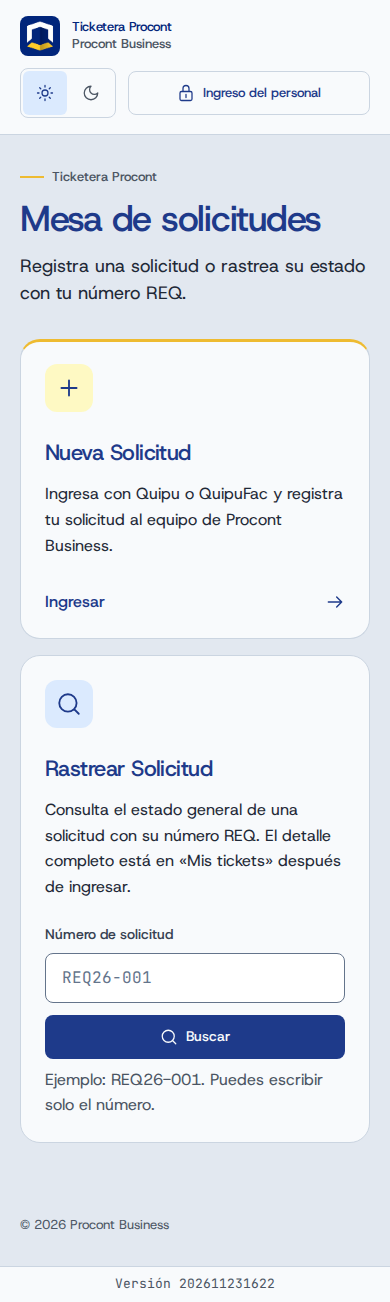 Ticketera Procont
Procont Business
Ingreso del personal
Ticketera Procont
Mesa de solicitudes
Registra una solicitud o rastrea su estado
con tu número REQ.
Nueva Solicitud
Ingresa con Quipu o QuipuFac y registra
tu solicitud al equipo de Procont
Business.
Ingresar
Rastrear Solicitud
Consulta el estado general de una
solicitud con su número REQ. El detalle
completo está en «Mis tickets» después
de ingresar.
Número de solicitud
REQ26-001
Buscar
Ejemplo: REQ26-001. Puedes escribir
solo el número.
© 2026 Procont Business
Versión 202611231622